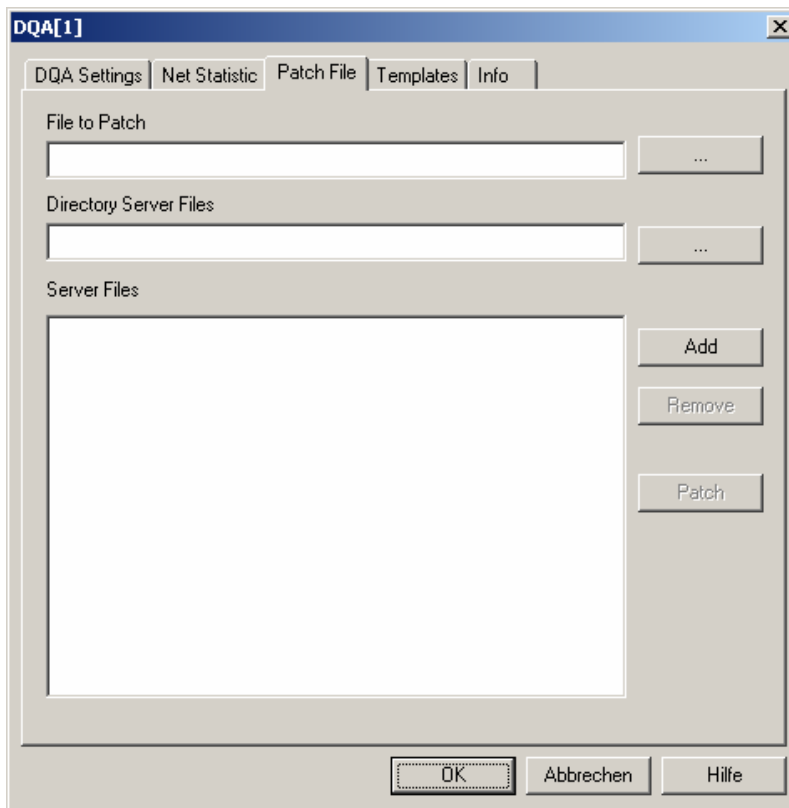 DQA[1]
DQA Settings Net Statistic Patch File Templates Info
File to Patch
...
Directory Server Files
...
Server Files
Add
Remove
Patch
OK Abbrechen Hilfe